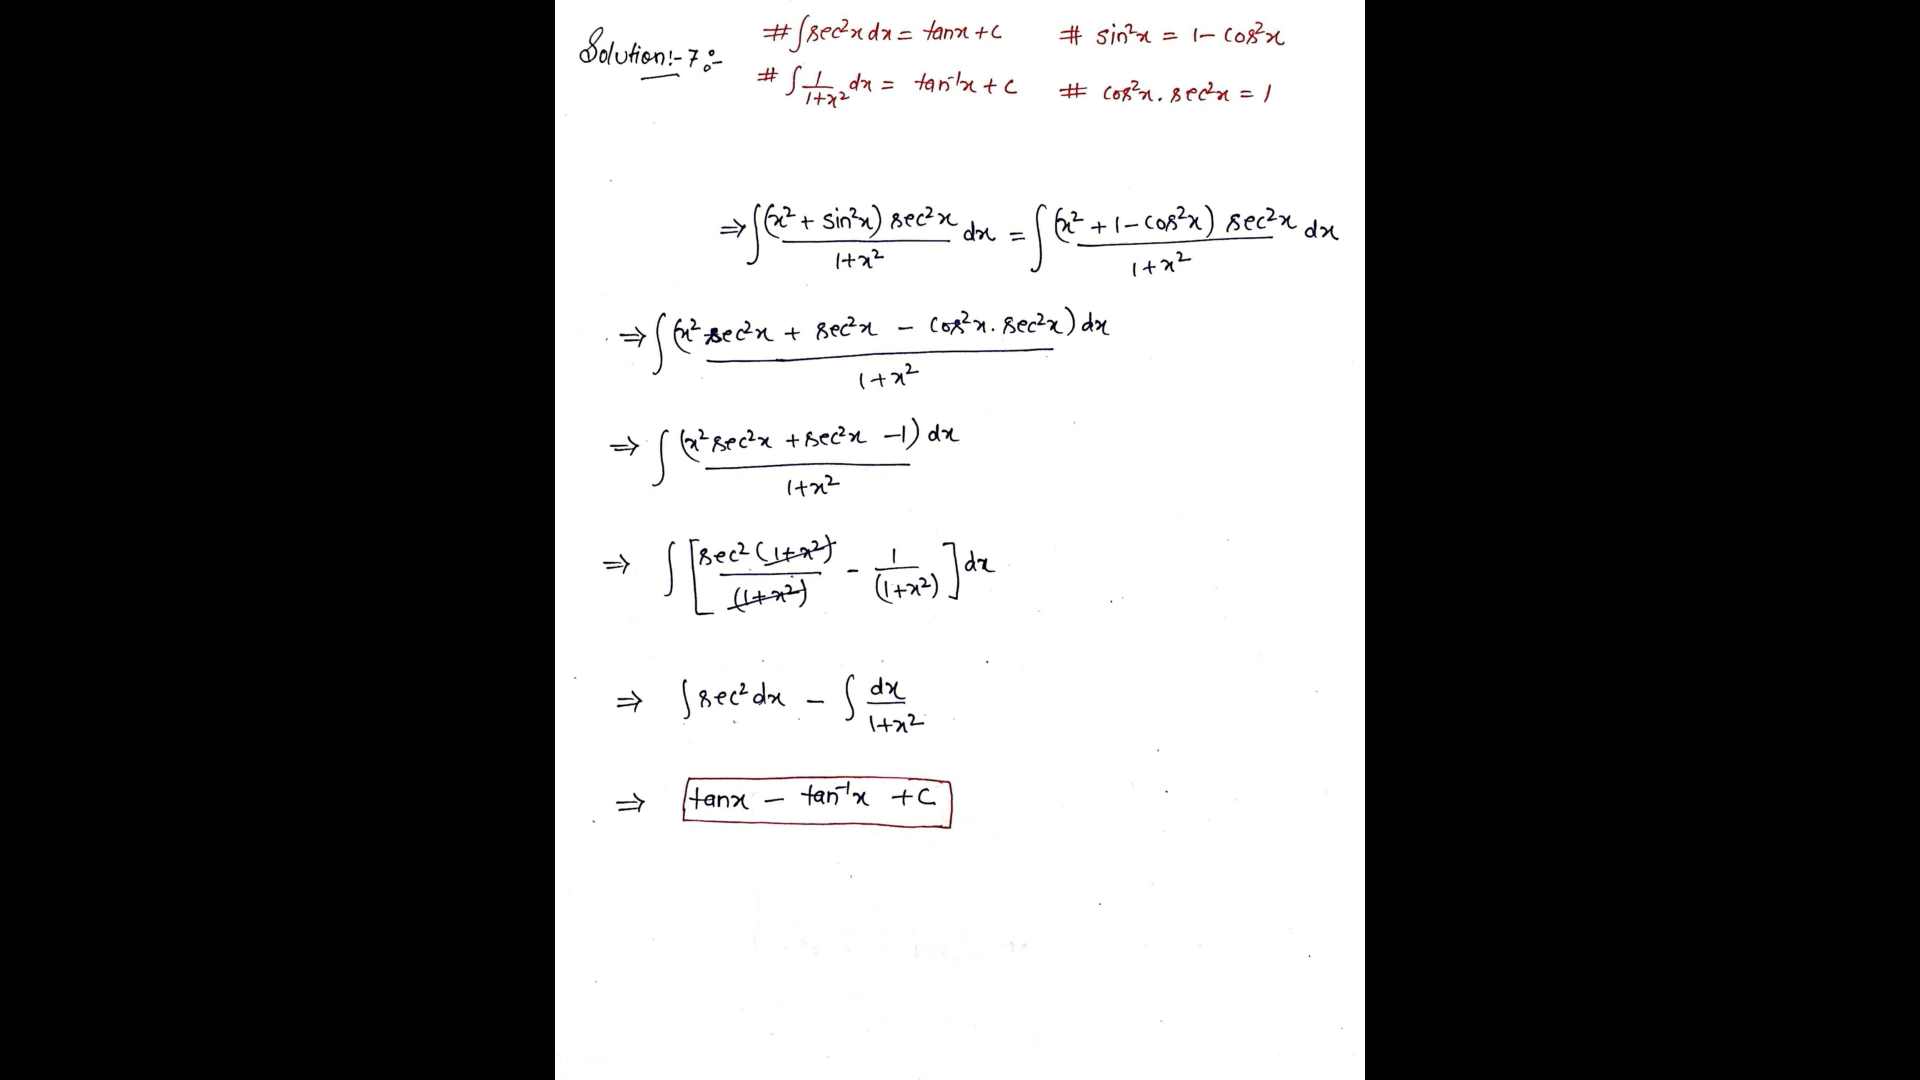 Solution:-7:-
# ∫sec²x dx = tanx + C # sin²x = 1 - cos²x
# ∫ 1/(1+x²) dx = tan⁻¹x + C # cos²x . sec²x = 1
⇒ ∫ (x² + sin²x) sec²x / (1+x²) dx = ∫ (x² + 1 - cos²x) sec²x / (1+x²) dx
⇒ ∫ (x² sec²x + sec²x - cos²x . sec²x) dx / (1+x²)
⇒ ∫ (x² sec²x + sec²x - 1) dx / (1+x²)
⇒ ∫ [ sec² (1+x²) / (1+x²) - 1 / (1+x²) ] dx
⇒ ∫ sec² dx - ∫ dx / (1+x²)
⇒ tanx - tan⁻¹x + C